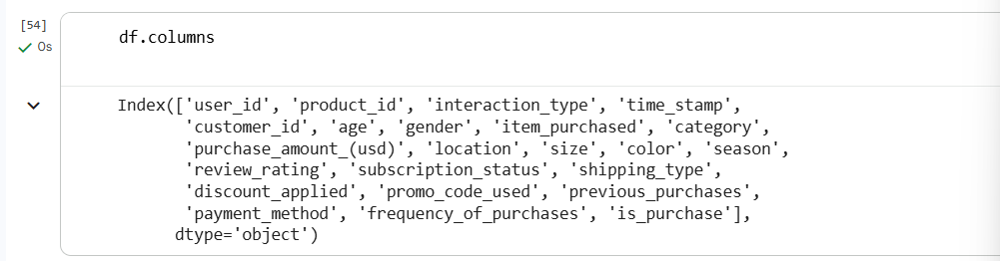 [54]
0s
df.columns
Index(['user_id', 'product_id', 'interaction_type', 'time_stamp',
'customer_id', 'age', 'gender', 'item_purchased', 'category',
'purchase_amount_(usd)', 'location', 'size', 'color', 'season',
'review_rating', 'subscription_status', 'shipping_type',
'discount_applied', 'promo_code_used', 'previous_purchases',
'payment_method', 'frequency_of_purchases', 'is_purchase'],
dtype='object')